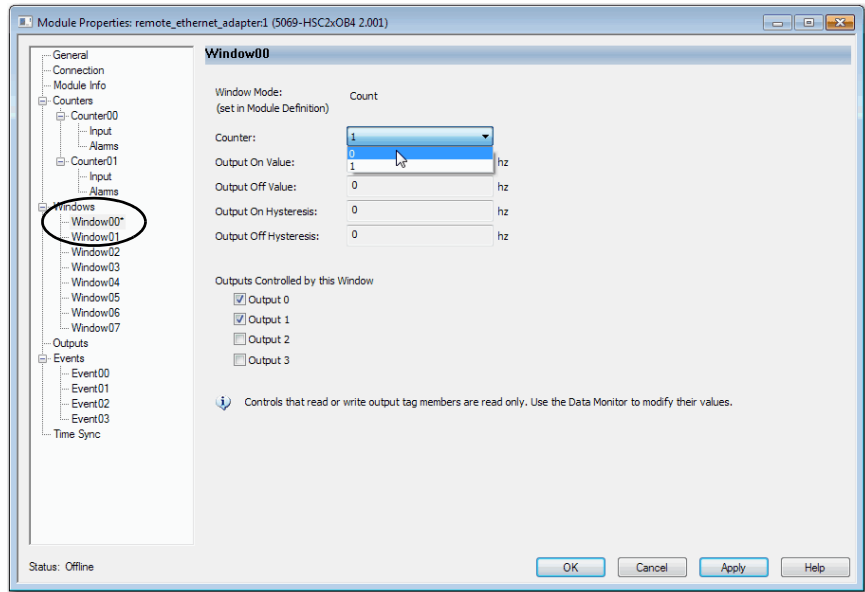 Module Properties: remote_ethernet_adapter:1 (5069-HSC2xOB4 2.001)
General
Connection
Module Info
Counters
Counter00
Input
Alarms
Counter01
Input
Alarms
Windows
Window00*
Window01
Window02
Window03
Window04
Window05
Window06
Window07
Outputs
Events
Event00
Event01
Event02
Event03
Time Sync
Window00
Window Mode: Count
(set in Module Definition)
Counter: 1
0
1
Output On Value: hz
Output Off Value: 0 hz
Output On Hysteresis: 0 hz
Output Off Hysteresis: 0 hz
Outputs Controlled by this Window
Output 0
Output 1
Output 2
Output 3
Controls that read or write output tag members are read only. Use the Data Monitor to modify their values.
Status: Offline
OK Cancel Apply Help